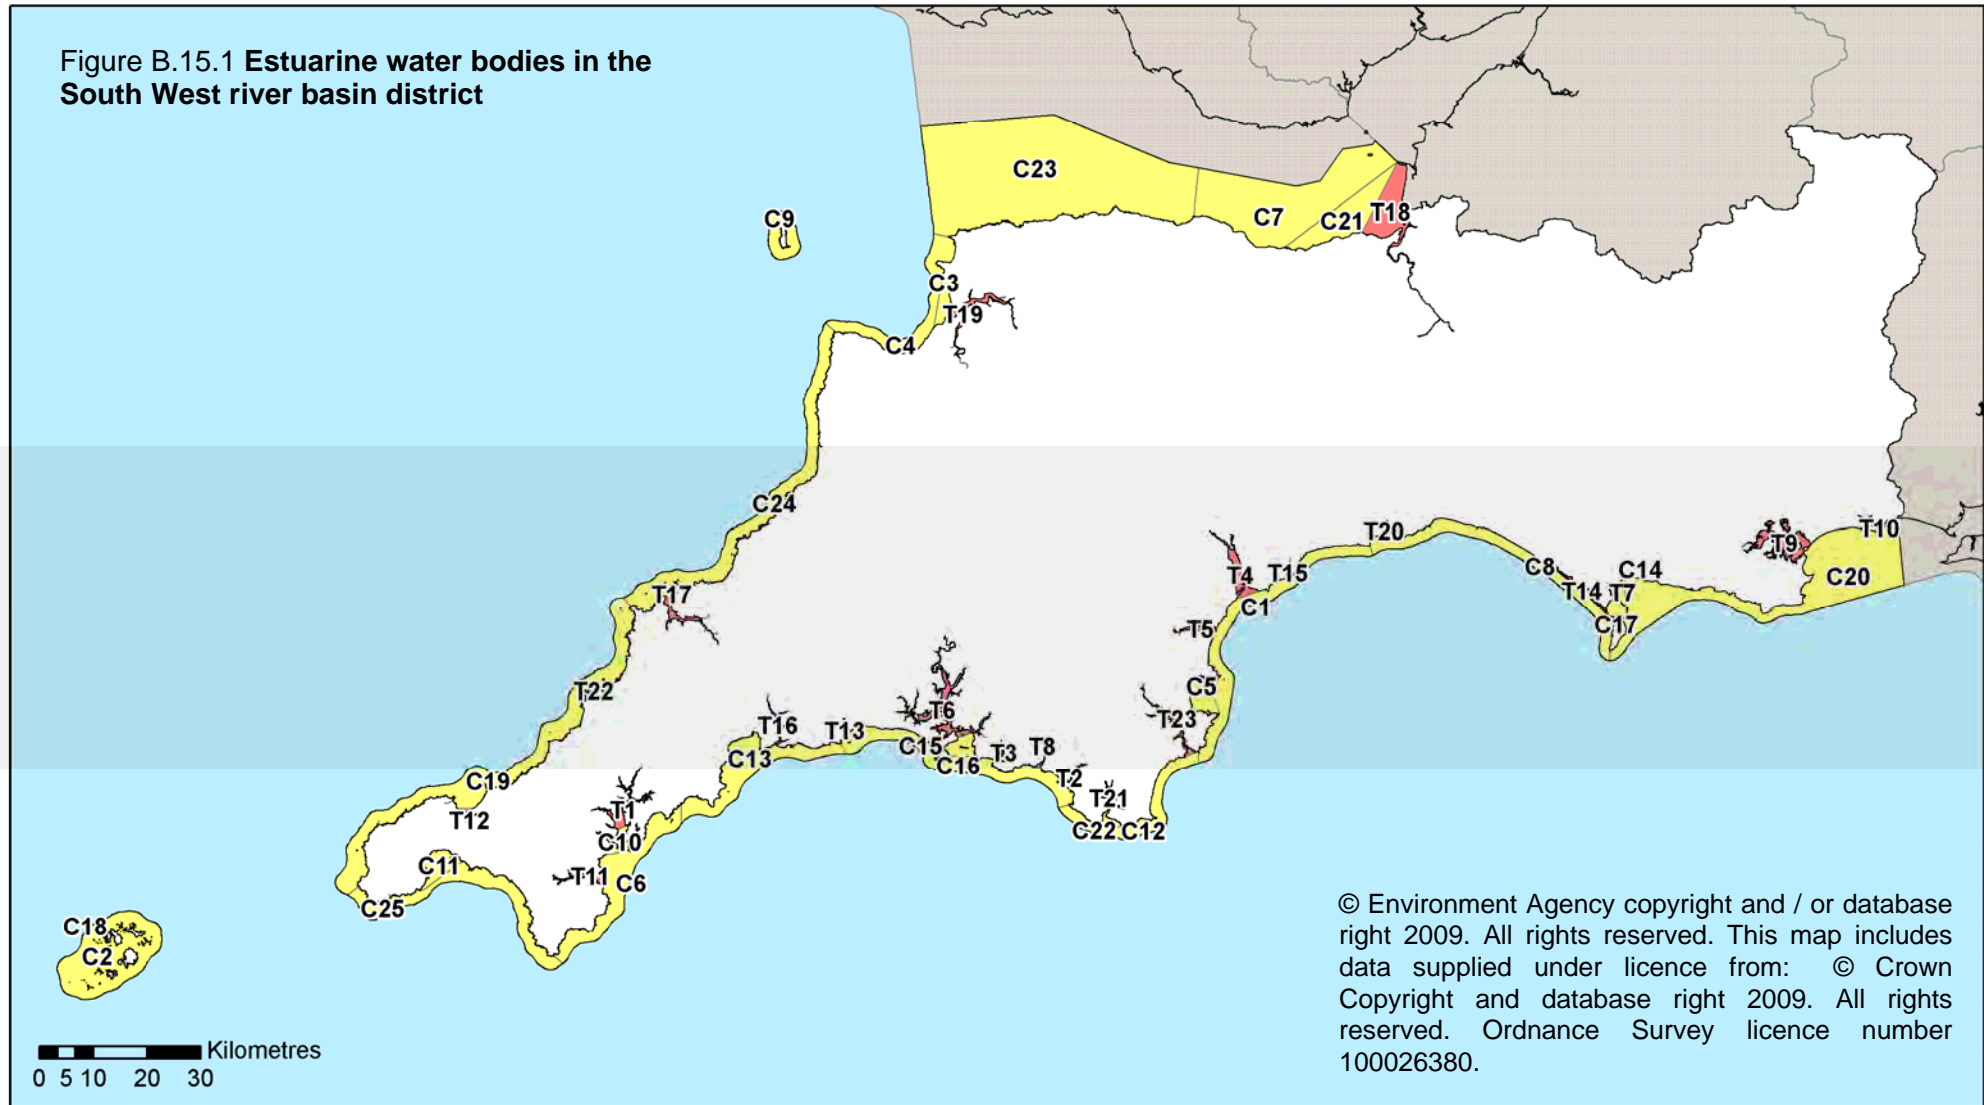 Figure B.15.1 Estuarine water bodies in the
South West river basin district
C23
C9
C7
C21
T18
C3
T19
C4
C24
T20
T10
T9
C8
C14
C20
T4
T15
T14
T7
C1
T17
C17
T5
C5
T22
T6
T23
T16
T13
C15
T3
T8
C13
C16
C19
T2
T21
T12
T1
C10
C22
C12
C11
T11
C6
C25
C18
C2
© Environment Agency copyright and / or database
right 2009. All rights reserved. This map includes
data supplied under licence from: © Crown
Copyright and database right 2009. All rights
reserved. Ordnance Survey licence number
100026380.
Kilometres
0 5 10 20 30